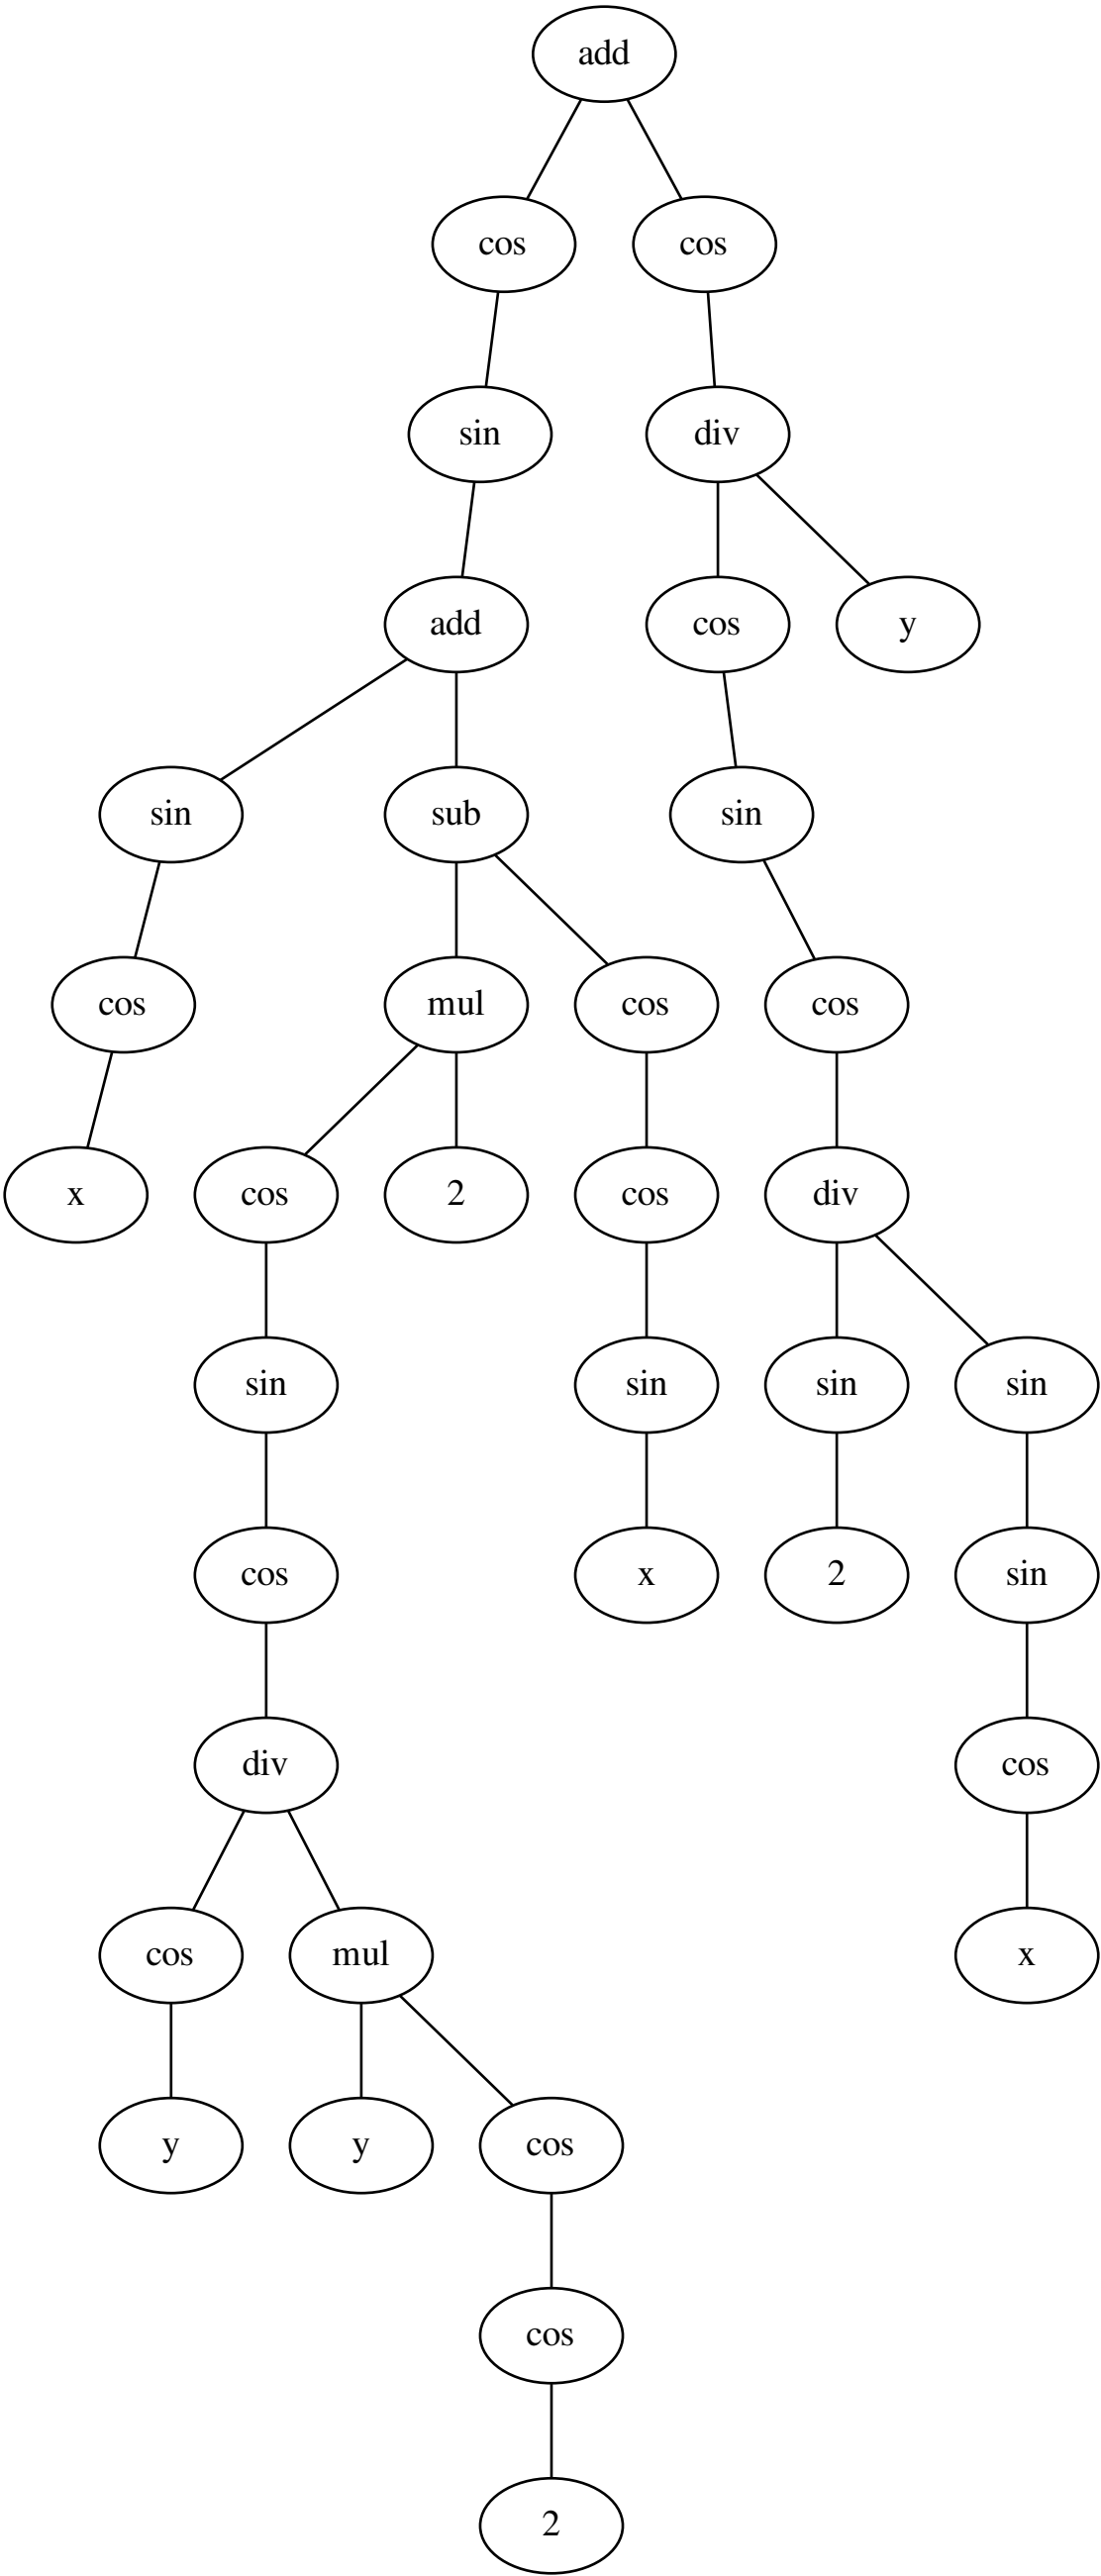 add
cos cos
sin div
add cos y
sin sub sin
cos mul cos cos
x cos 2 cos div
sin sin sin sin
cos x 2 sin
div cos
cos mul x
y y cos
cos
2